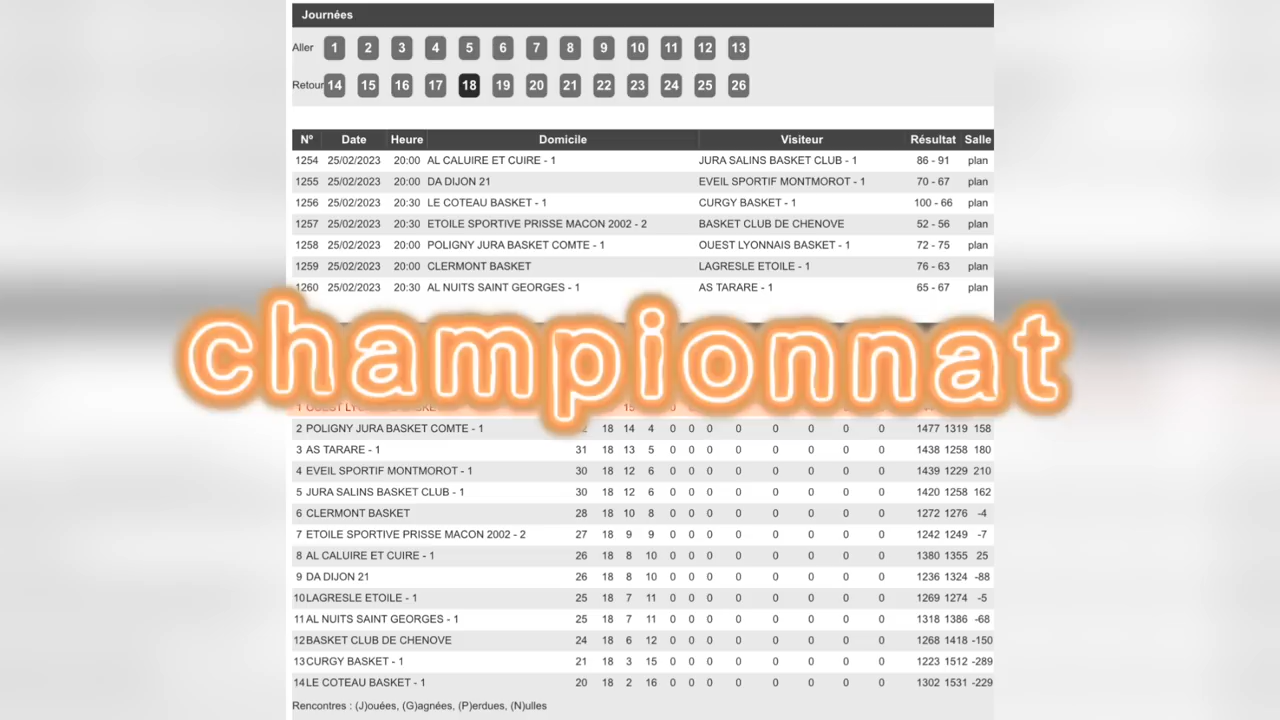 Journées
Aller 1 2 3 4 5 6 7 8 9 10 11 12 13
Retour 14 15 16 17 18 19 20 21 22 23 24 25 26
Nº Date Heure Domicile Visiteur Résultat Salle
1254 25/02/2023 20:00 AL CALUIRE ET CUIRE - 1 JURA SALINS BASKET CLUB - 1 86 - 91 plan
1255 25/02/2023 20:00 DA DIJON 21 EVEIL SPORTIF MONTMOROT - 1 70 - 67 plan
1256 25/02/2023 20:30 LE COTEAU BASKET - 1 CURGY BASKET - 1 100 - 66 plan
1257 25/02/2023 20:30 ETOILE SPORTIVE PRISSE MACON 2002 - 2 BASKET CLUB DE CHENOVE 52 - 56 plan
1258 25/02/2023 20:00 POLIGNY JURA BASKET COMTE - 1 OUEST LYONNAIS BASKET - 1 72 - 75 plan
1259 25/02/2023 20:00 CLERMONT BASKET LAGRESLE ETOILE - 1 76 - 63 plan
1260 25/02/2023 20:30 AL NUITS SAINT GEORGES - 1 AS TARARE - 1 65 - 67 plan
championnat
2 POLIGNY JURA BASKET COMTE - 1 18 14 4 0 0 0 0 0 0 0 1477 1319 158
3 AS TARARE - 1 31 18 13 5 0 0 0 0 0 0 0 1438 1258 180
4 EVEIL SPORTIF MONTMOROT - 1 30 18 12 6 0 0 0 0 0 0 0 1439 1229 210
5 JURA SALINS BASKET CLUB - 1 30 18 12 6 0 0 0 0 0 0 0 1420 1258 162
6 CLERMONT BASKET 28 18 10 8 0 0 0 0 0 0 0 1272 1276 -4
7 ETOILE SPORTIVE PRISSE MACON 2002 - 2 27 18 9 9 0 0 0 0 0 0 0 1242 1249 -7
8 AL CALUIRE ET CUIRE - 1 26 18 8 10 0 0 0 0 0 0 0 1380 1355 25
9 DA DIJON 21 26 18 8 10 0 0 0 0 0 0 0 1236 1324 -88
10 LAGRESLE ETOILE - 1 25 18 7 11 0 0 0 0 0 0 0 1269 1274 -5
11 AL NUITS SAINT GEORGES - 1 25 18 7 11 0 0 0 0 0 0 0 1318 1386 -68
12 BASKET CLUB DE CHENOVE 24 18 6 12 0 0 0 0 0 0 0 1268 1418 -150
13 CURGY BASKET - 1 21 18 3 15 0 0 0 0 0 0 0 1223 1512 -289
14 LE COTEAU BASKET - 1 20 18 2 16 0 0 0 0 0 0 0 1302 1531 -229
Rencontres : (J)ouées, (G)agnées, (P)erdues, (N)ulles